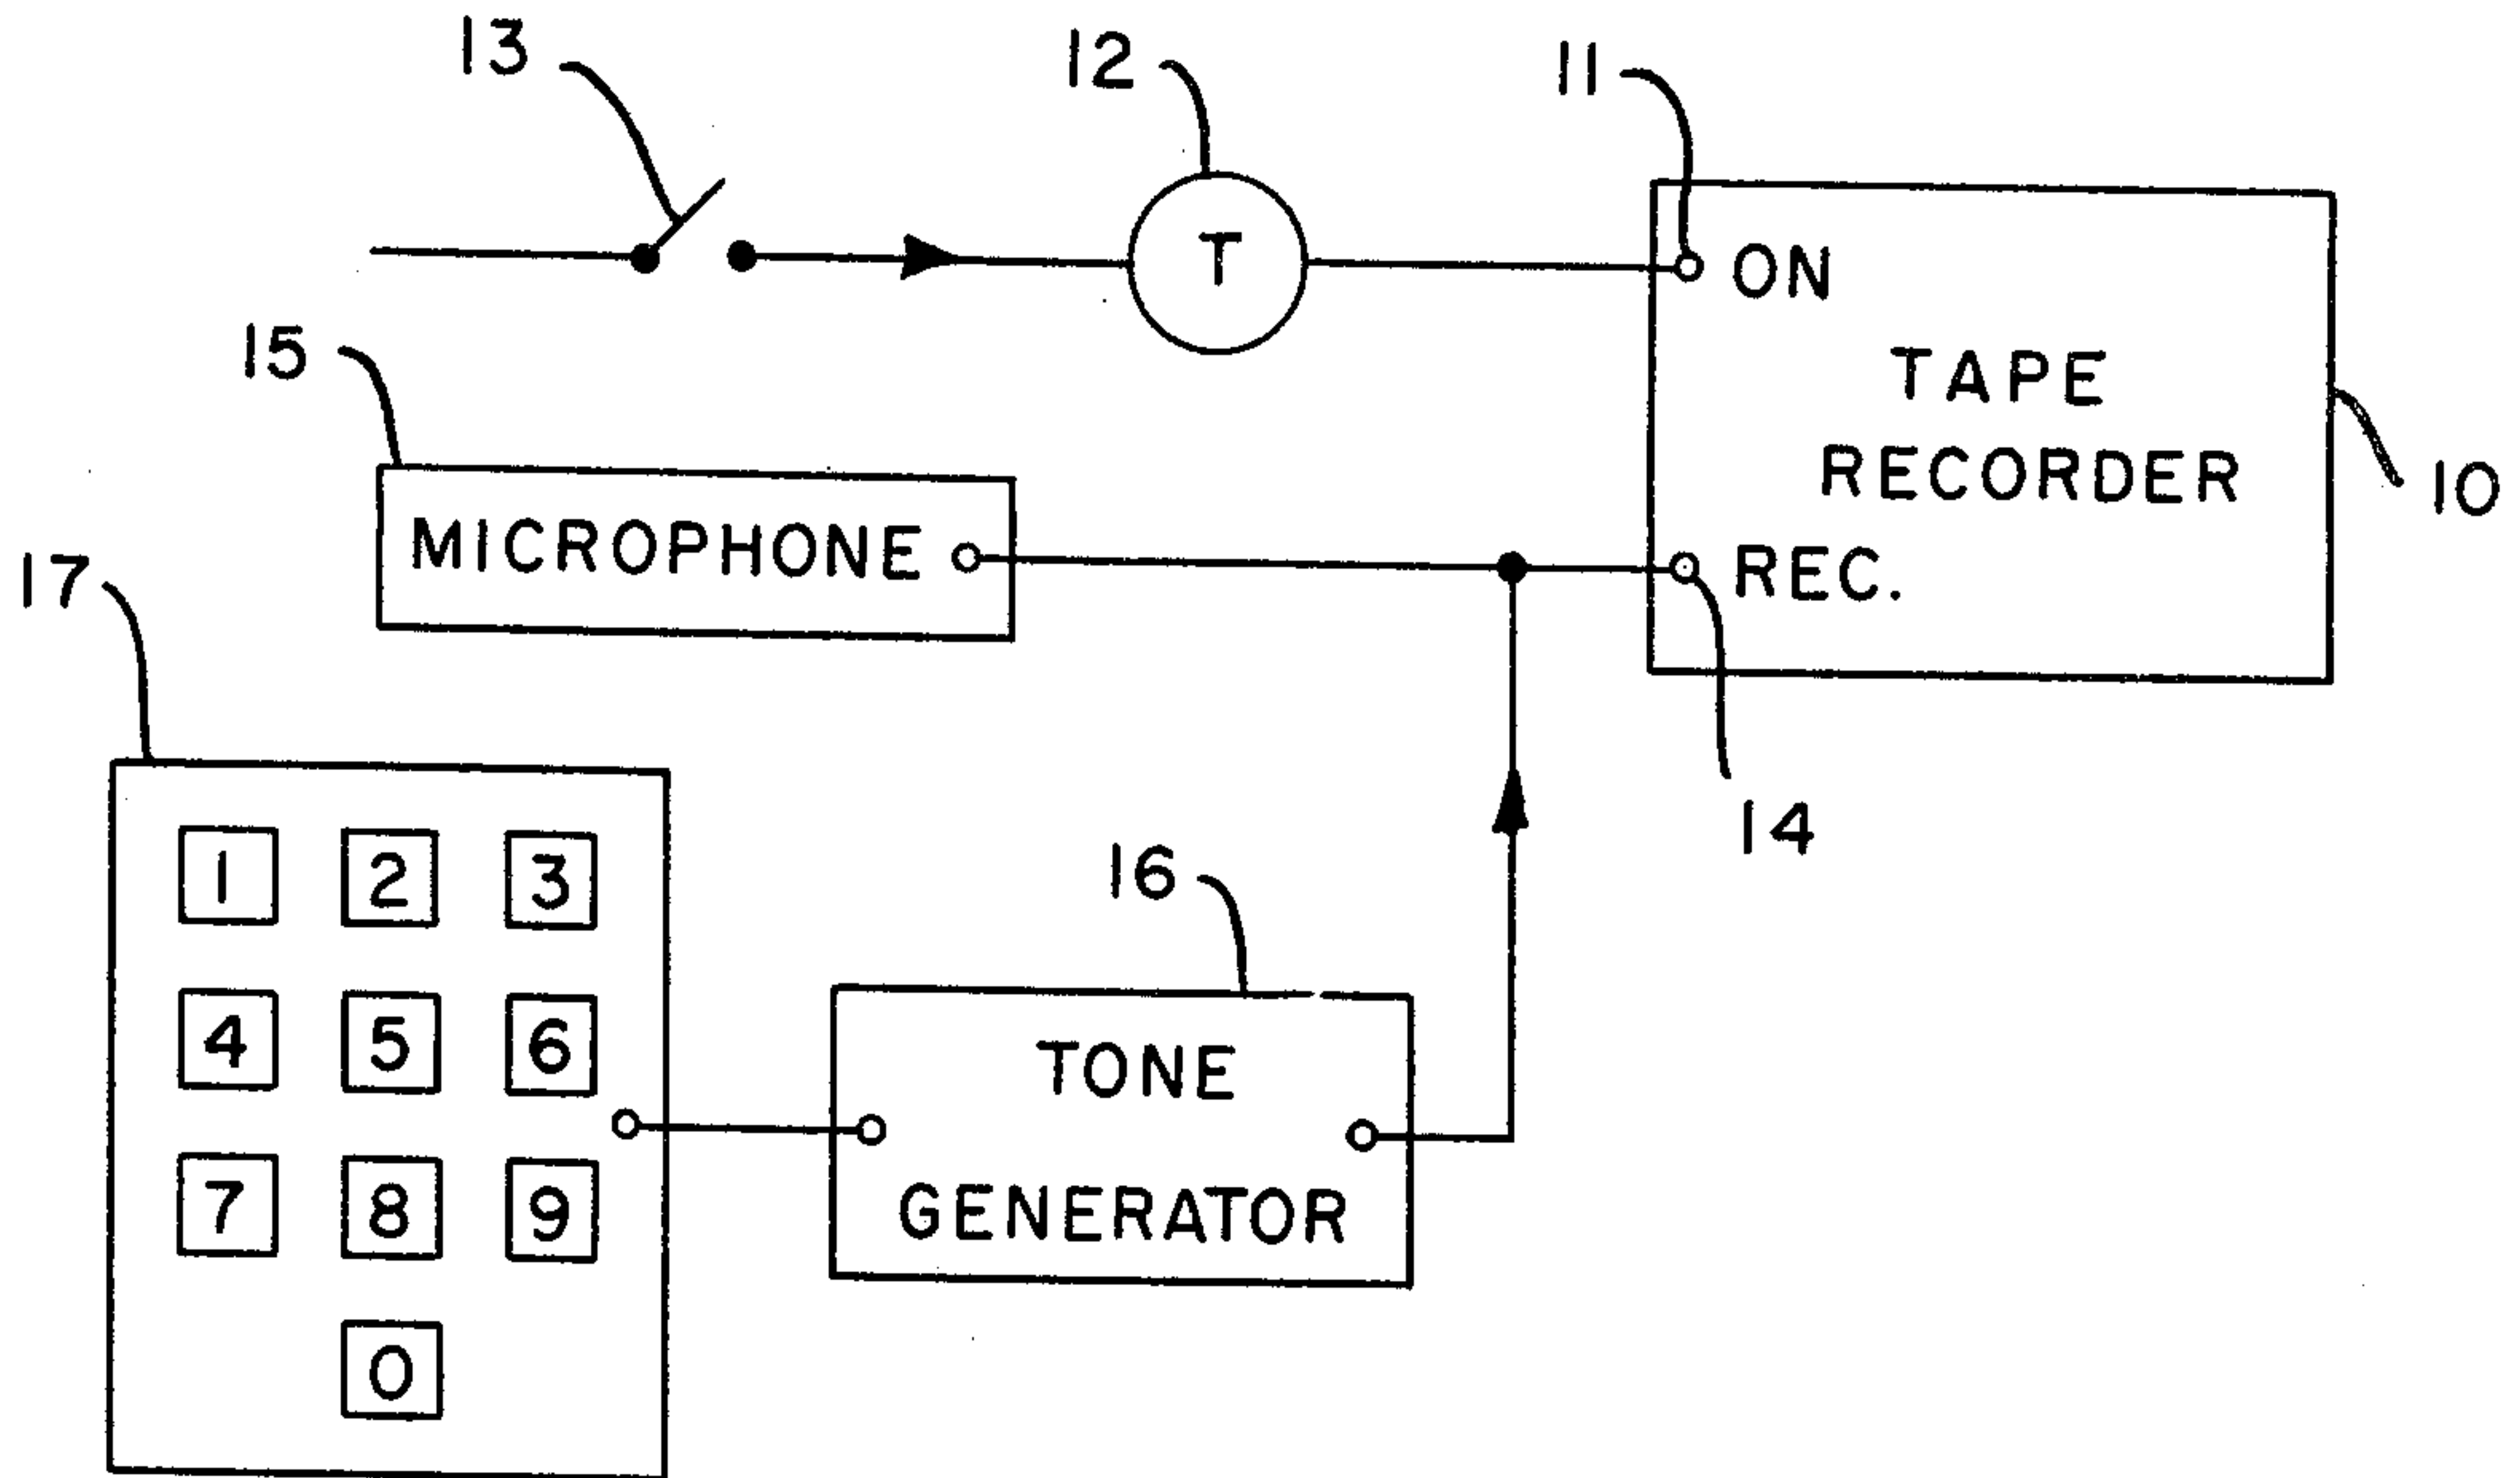 13
12
11
T
ON
TAPE
RECORDER
10
15
MICROPHONE
REC.
14
17
1 2 3
4 5 6
7 8 9
0
16
TONE
GENERATOR